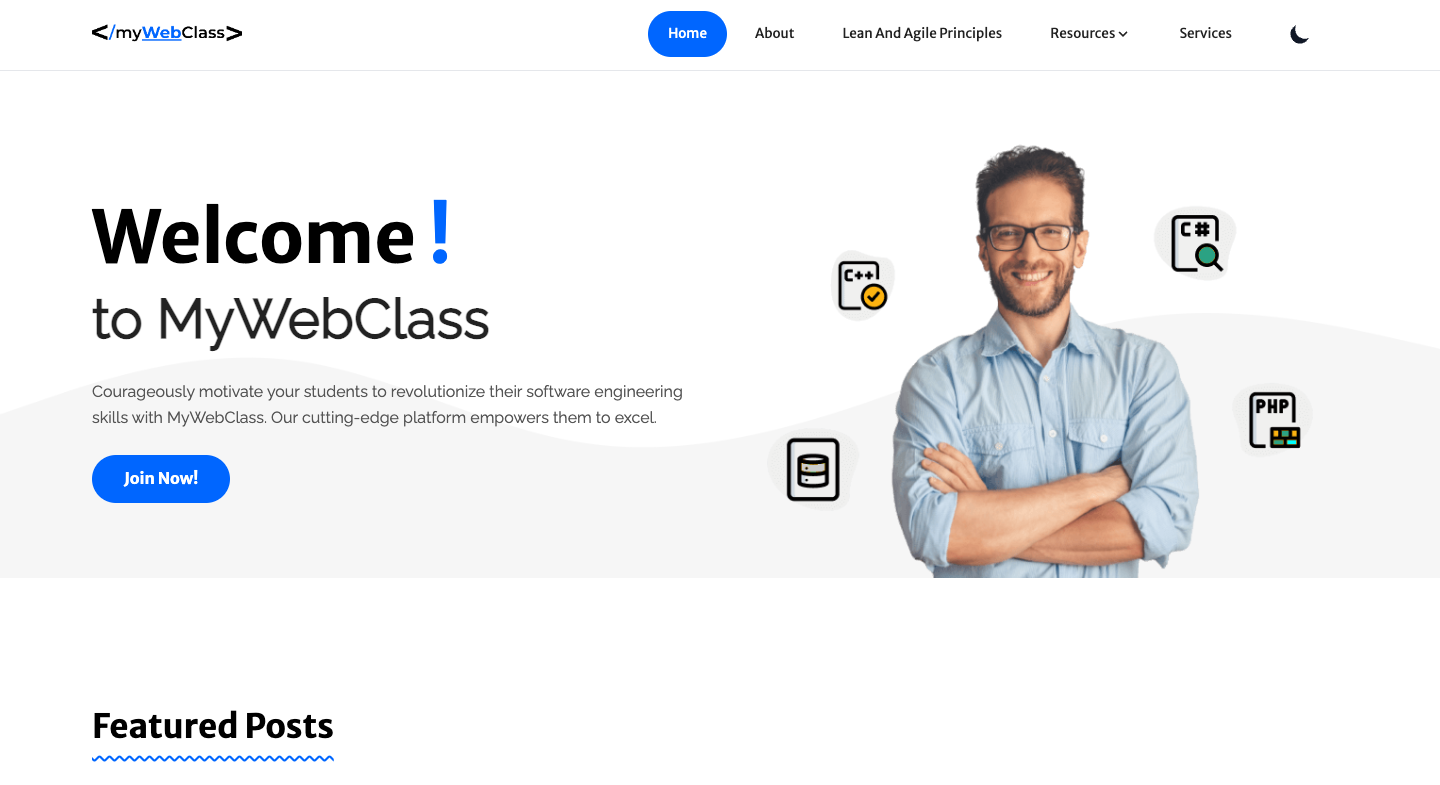 </myWebClass>
Home
About
Lean And Agile Principles
Resources
Services
Welcome!
to MyWebClass
Courageously motivate your students to revolutionize their software engineering
skills with MyWebClass. Our cutting-edge platform empowers them to excel.
Join Now!
C++
C#
PHP
Featured Posts